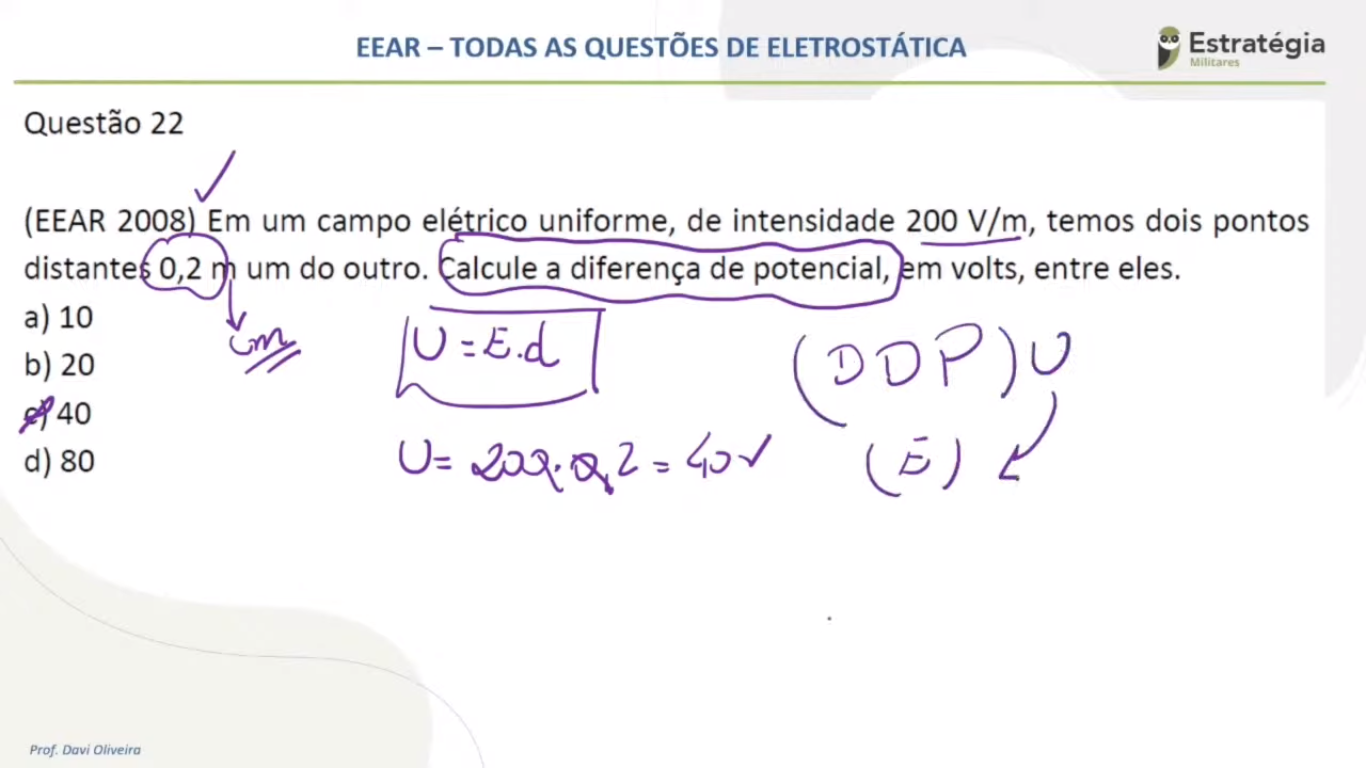 EEAR – TODAS AS QUESTÕES DE ELETROSTÁTICA
Estratégia
Militares
Questão 22
(EEAR 2008) Em um campo elétrico uniforme, de intensidade 200 V/m, temos dois pontos
distantes 0,2 m um do outro. Calcule a diferença de potencial, em volts, entre eles.
a) 10
b) 20
c) 40
d) 80
cm
U = E.d
(DDP) U
U = 200.0,2 = 40V
(E)
Prof. Davi Oliveira